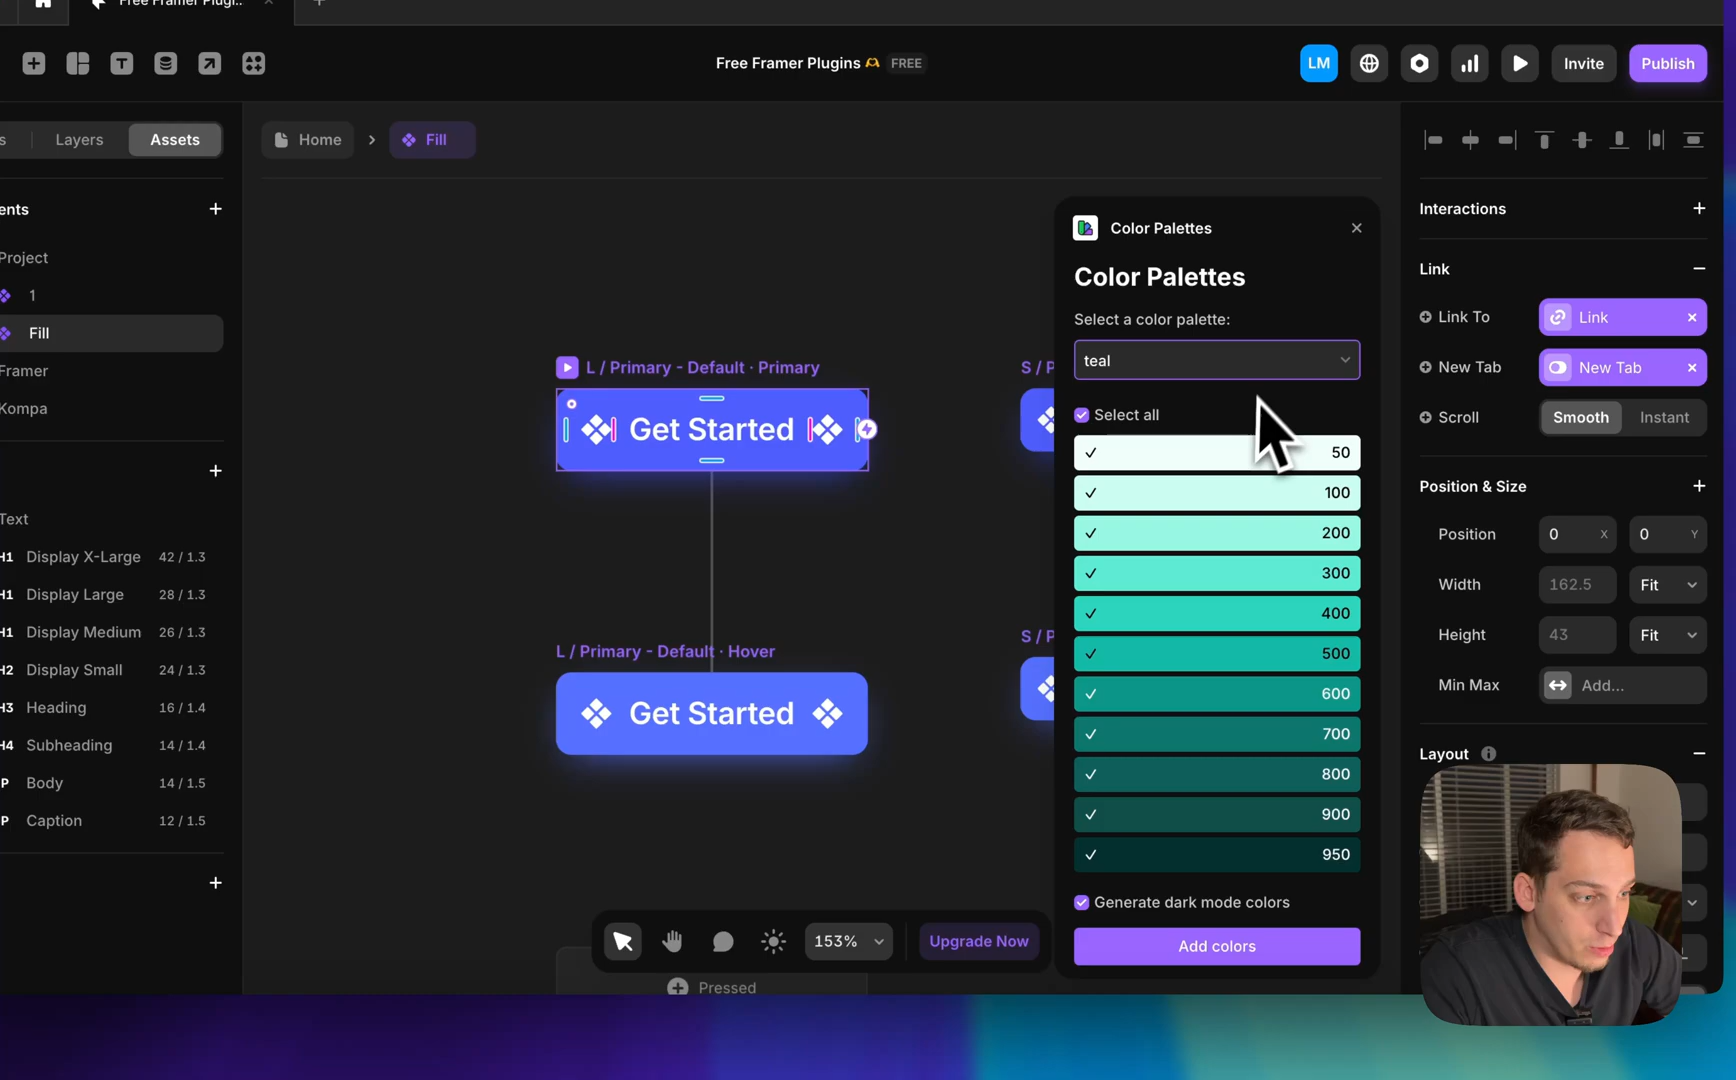 Free Framer Plugi..
Free Framer Plugins FREE
LM
Invite
Publish
s
Layers
Assets
Home
Fill
ents
Project
1
Fill
Framer
Kompa
Text
H1 Display X-Large 42 / 1.3
H1 Display Large 28 / 1.3
H1 Display Medium 26 / 1.3
H2 Display Small 24 / 1.3
H3 Heading 16 / 1.4
H4 Subheading 14 / 1.4
P Body 14 / 1.5
P Caption 12 / 1.5
L / Primary - Default · Primary
Get Started
L / Primary - Default · Hover
Get Started
S / P
S / P
Pressed
153%
Upgrade Now
Color Palettes
Color Palettes
Select a color palette:
teal
Select all
50
100
200
300
400
500
600
700
800
900
950
Generate dark mode colors
Add colors
Interactions
Link
Link To Link
New Tab New Tab
Scroll Smooth Instant
Position & Size
Position 0 X 0 Y
Width 162.5 Fit
Height 43 Fit
Min Max Add...
Layout